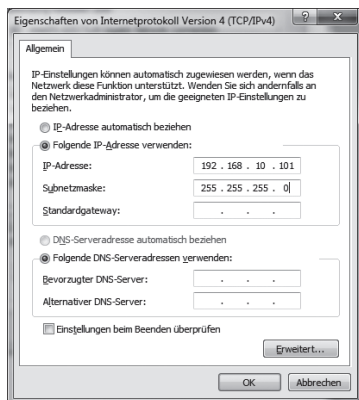 Eigenschaften von Internetprotokoll Version 4 (TCP/IPv4)
Allgemein
IP-Einstellungen können automatisch zugewiesen werden, wenn das
Netzwerk diese Funktion unterstützt. Wenden Sie sich andernfalls an
den Netzwerkadministrator, um die geeigneten IP-Einstellungen zu
beziehen.
IP-Adresse automatisch beziehen
Folgende IP-Adresse verwenden:
IP-Adresse: 192 . 168 . 10 . 101
Subnetzmaske: 255 . 255 . 255 . 0
Standardgateway: . . .
DNS-Serveradresse automatisch beziehen
Folgende DNS-Serveradressen verwenden:
Bevorzugter DNS-Server: . . .
Alternativer DNS-Server: . . .
Einstellungen beim Beenden überprüfen
Erweitert...
OK Abbrechen